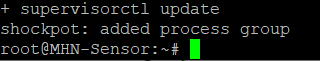 + supervisorctl update
shockpot: added process group
root@MHN-Sensor:~#